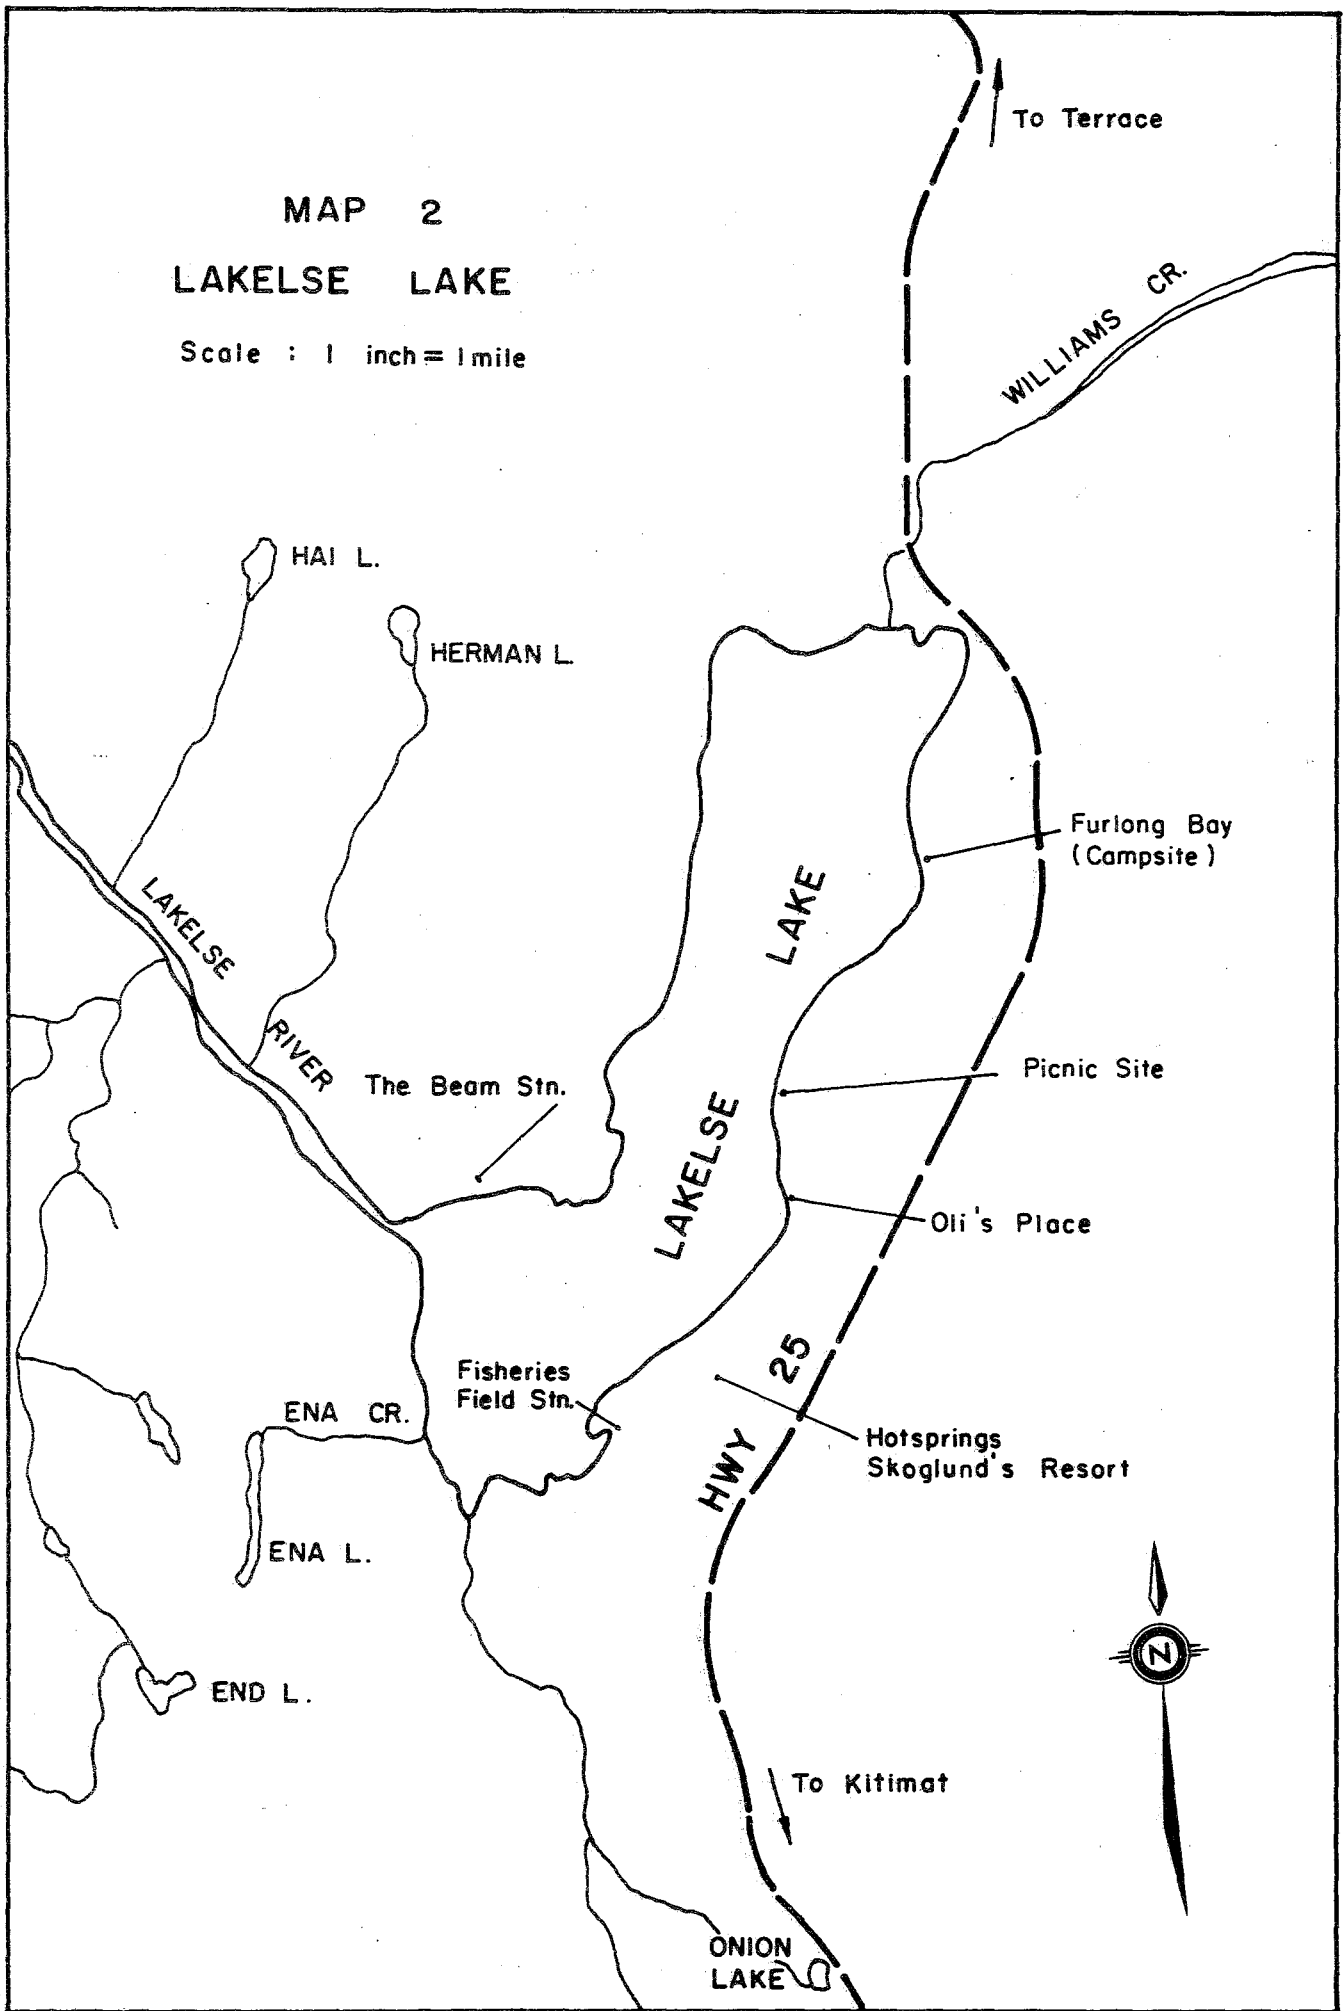 To Terrace
MAP 2
LAKELSE LAKE
Scale : 1 inch = 1 mile
WILLIAMS CR.
HAI L.
HERMAN L
Furlong Bay
(Campsite)
LAKELSE RIVER
LAKELSE LAKE
Picnic Site
The Beam Stn.
Oli's Place
HWY 25
Fisheries
Field Stn.
ENA CR.
Hotsprings
Skoglund's Resort
ENA L.
N
END L.
To Kitimat
ONION
LAKE